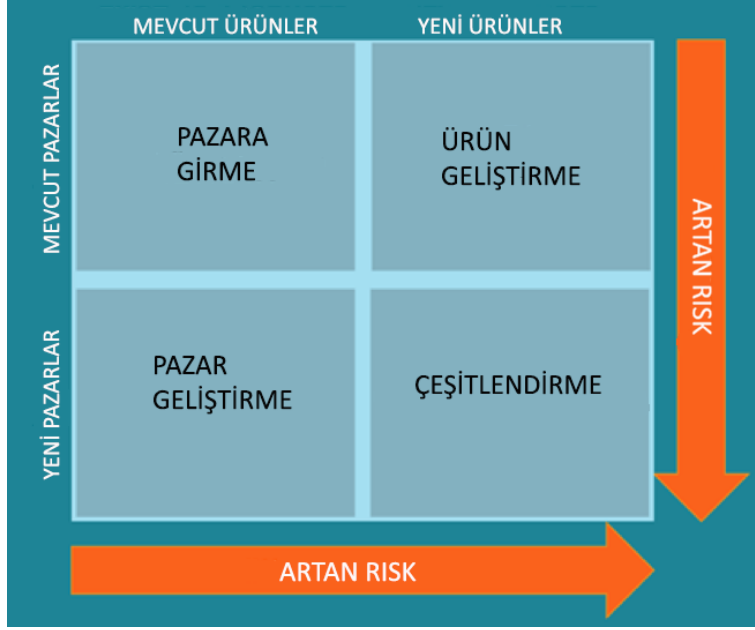 MEVCUT ÜRÜNLER
YENİ ÜRÜNLER
MEVCUT PAZARLAR
PAZARA
GİRME
ÜRÜN
GELİŞTİRME
YENİ PAZARLAR
PAZAR
GELİŞTİRME
ÇEŞİTLENDİRME
ARTAN RISK
ARTAN RISK